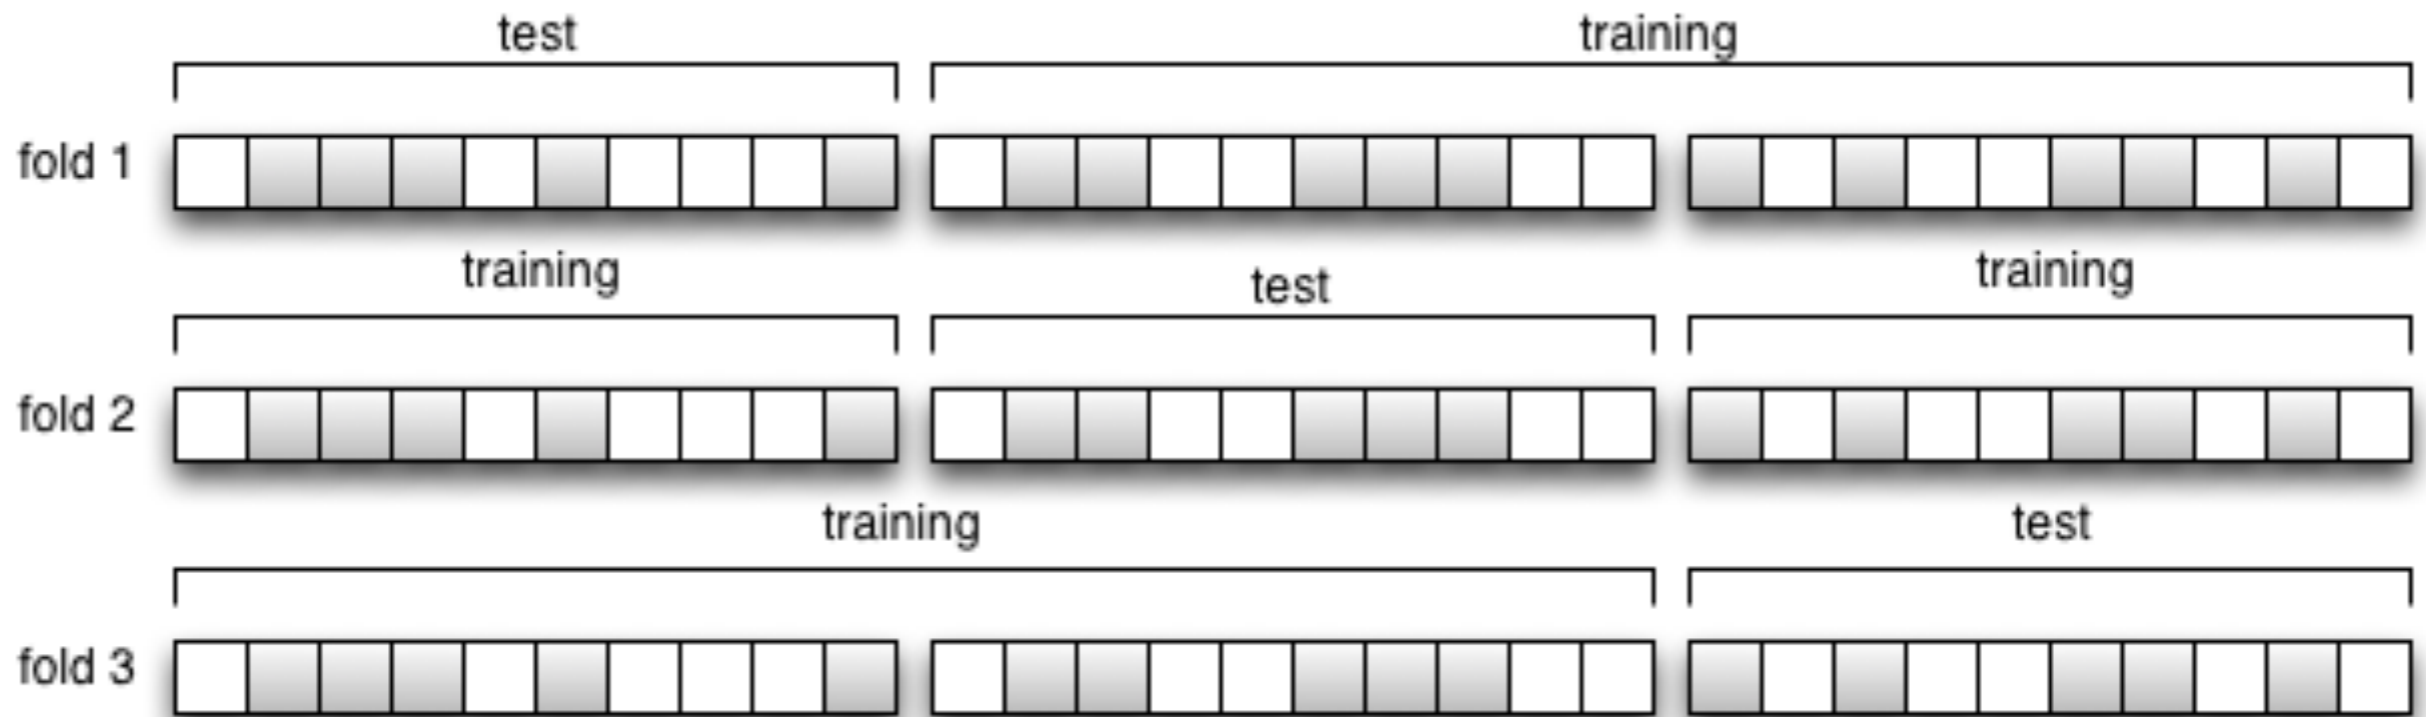 test training
fold 1
training test training
fold 2
training test
fold 3